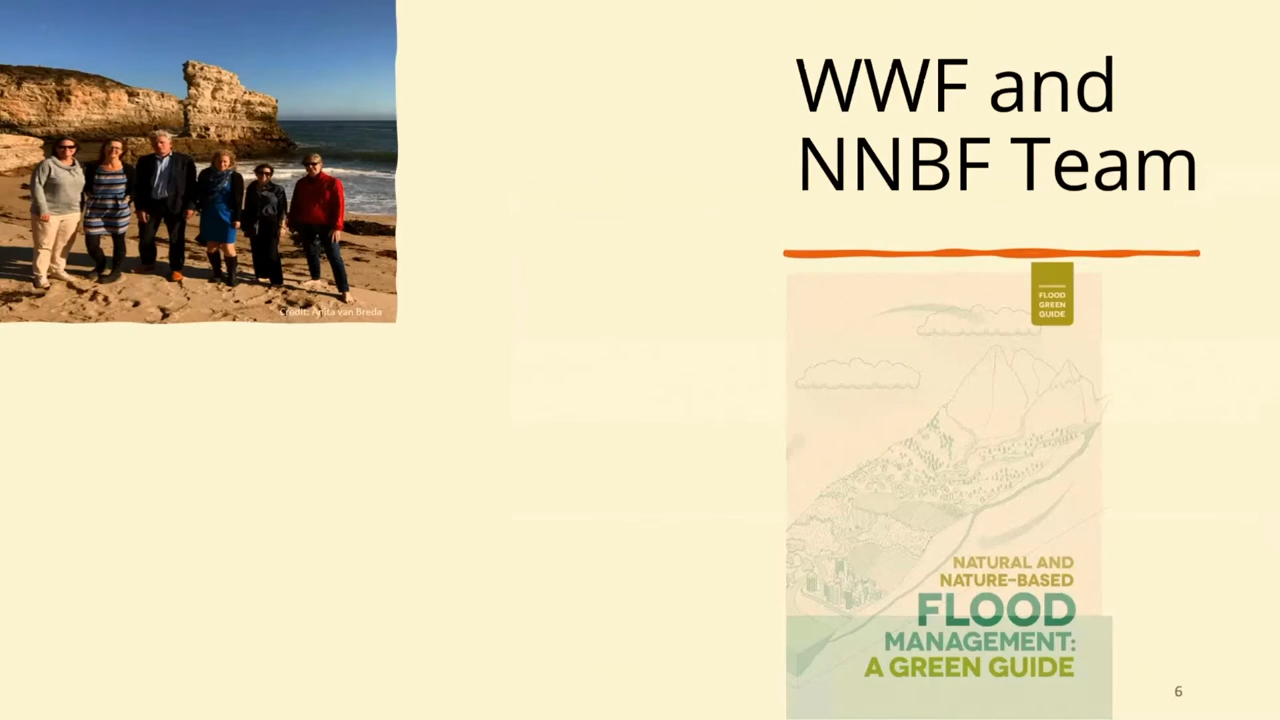 WWF and
NNBF Team
Credit: Anita van Breda
FLOOD
GREEN
GUIDE
NATURAL AND
NATURE-BASED
FLOOD
MANAGEMENT:
A GREEN GUIDE
6